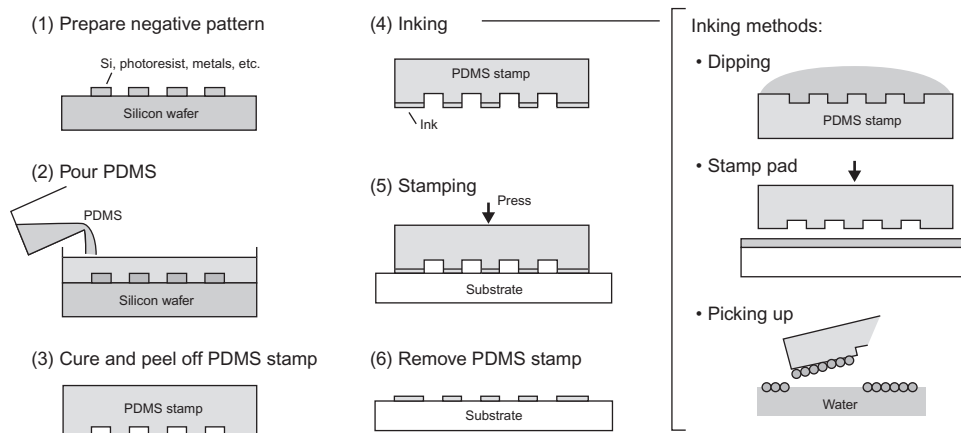 (1) Prepare negative pattern
Si, photoresist, metals, etc.
Silicon wafer
(2) Pour PDMS
PDMS
Silicon wafer
(3) Cure and peel off PDMS stamp
PDMS stamp
(4) Inking
PDMS stamp
Ink
(5) Stamping
Press
Substrate
(6) Remove PDMS stamp
Substrate
Inking methods:
• Dipping
PDMS stamp
• Stamp pad
• Picking up
Water